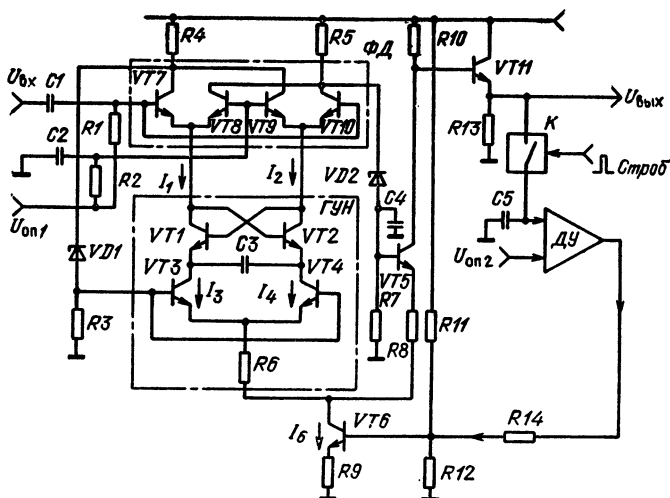 R4
R5
ФД
R10
VT11
Uвх
C1
VT7
VT8
VT9
VT10
Uвых
R1
R13
К
Строб
C2
R2
I1
I2
VD2
C4
ГУН
C5
Uоп1
VD1
VT1
C3
VT2
VT5
Uоп2
ДУ
VT3
VT4
I3
I4
R3
R7
R8
R11
R6
VT6
R14
I6
R9
R12